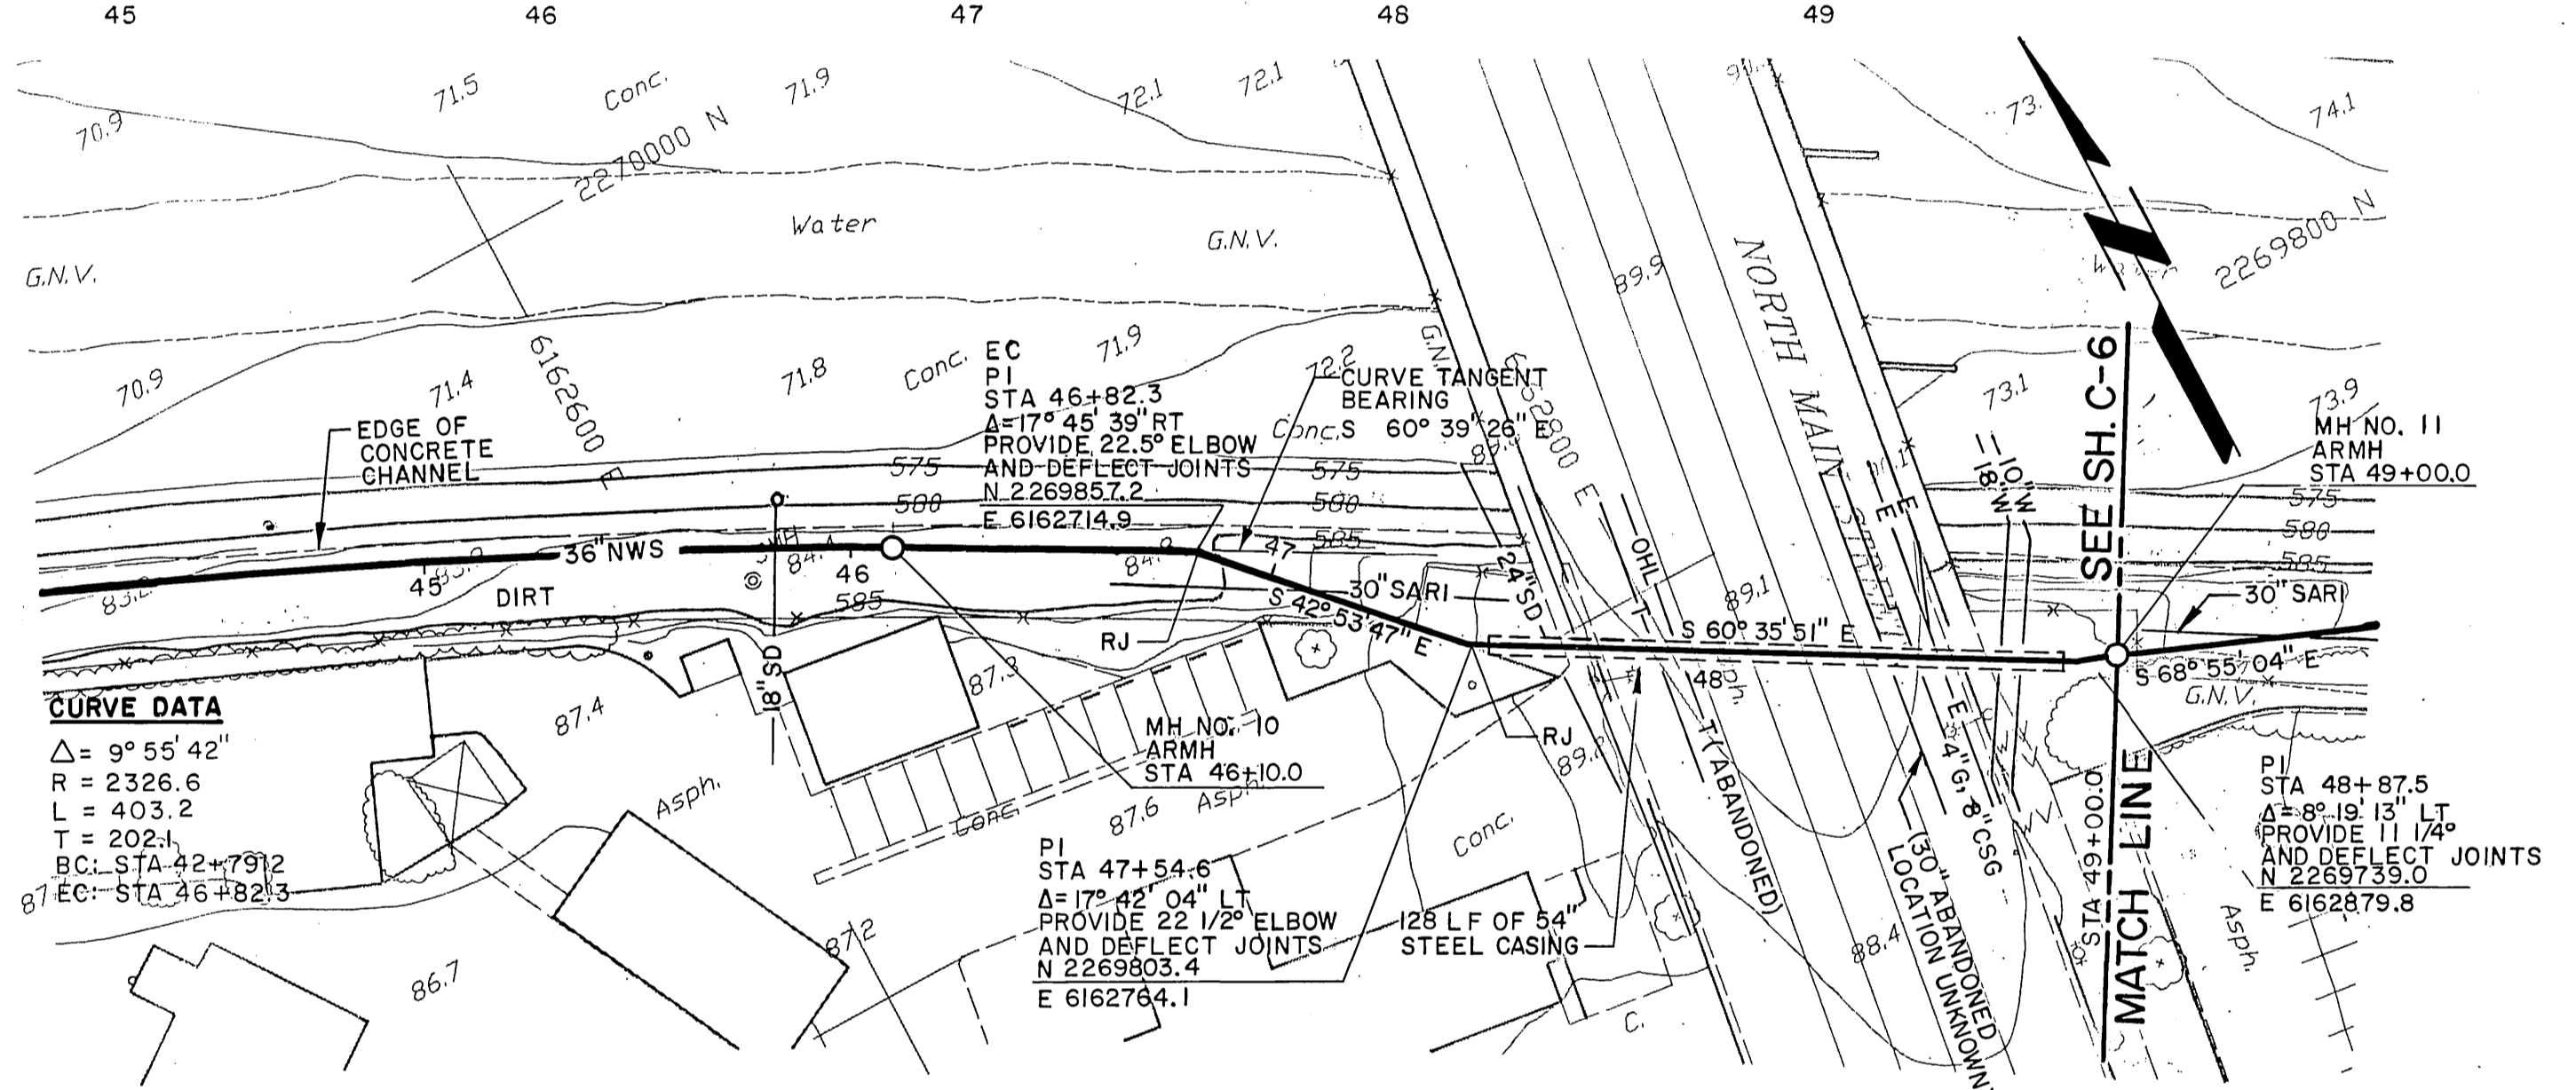 45
46
47
48
49
71.5
Conc.
71.9
72.1
72.1
74.1
70.9
2270000 N
Water
G.N.V.
G.N.V.
89.9
NORTH MAIN
2269800 N
70.9
71.4
6162600 E
71.8
Conc.
71.9
72.2
73.1
73.9
EDGE OF
CONCRETE
CHANNEL
EC
PI
STA 46+82.3
Δ=17° 45' 39" RT
PROVIDE 22.5° ELBOW
AND DEFLECT JOINTS
N 2269857.2
E 6162714.9
CURVE TANGENT
BEARING
S 60° 39' 26" E
Conc.
MH NO. 11
ARMH
STA 49+00.0
SEE SH. C-6
10"W
18"W
575
580
585
575
580
575
580
585
36" NWS
45
46
47
48
DIRT
585
84.4
30" SARI
S 42° 53' 47" E
24" SD
OHL
T
E
E
S 60° 35' 51" E
89.1
30" SARI
S 68° 55' 04" E
G.N.V.
RJ
RJ
18" SD
CURVE DATA
Δ= 9° 55' 42"
R = 2326.6
L = 403.2
T = 202.1
BC: STA 42+79.2
EC: STA 46+82.3
87.4
87.3
Asph.
Conc.
87.6
Asph.
MH NO. 10
ARMH
STA 46+10.0
PI
STA 47+54.6
Δ= 17° 42' 04" LT
PROVIDE 22 1/2° ELBOW
AND DEFLECT JOINTS
N 2269803.4
E 6162764.1
Conc.
128 LF OF 54"
STEEL CASING
T (ABANDONED)
E
4" G, 8" CSG
(30" ABANDONED
LOCATION UNKNOWN)
88.4
STA 49+00.0
MATCH LINE
PI
STA 48+87.5
Δ= 8° 19' 13" LT
PROVIDE 11 1/4°
AND DEFLECT JOINTS
N 2269739.0
E 6162879.8
Asph.
87.2
86.7
C.